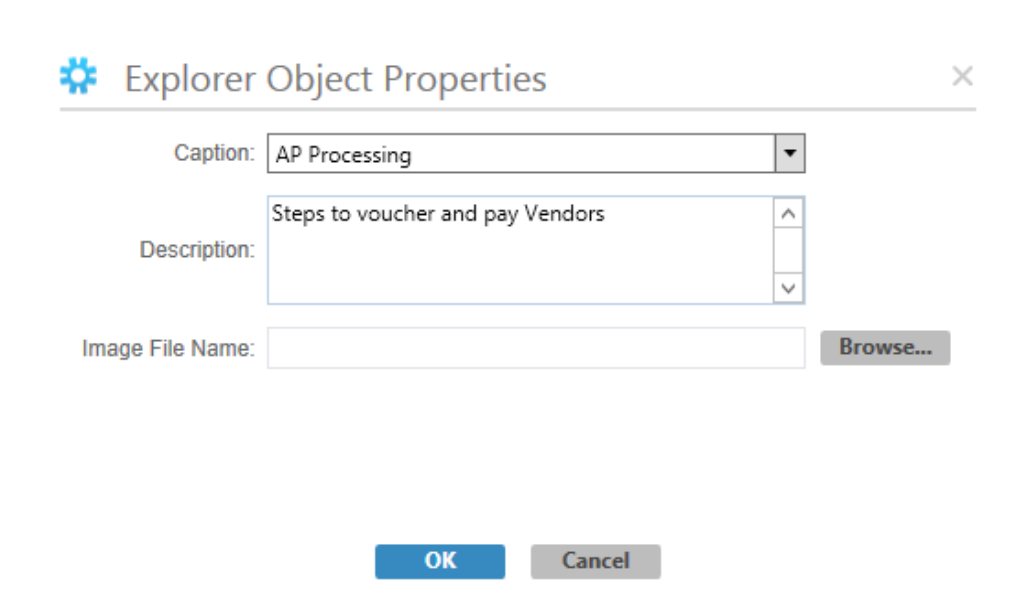 Explorer Object Properties
Caption: AP Processing
Description: Steps to voucher and pay Vendors
Image File Name: Browse...
OK Cancel